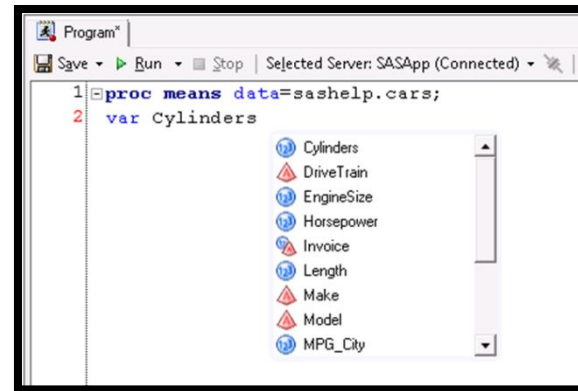 Program*
Save Run Stop Selected Server: SASApp (Connected)
1 proc means data=sashelp.cars;
2 var Cylinders
Cylinders
DriveTrain
EngineSize
Horsepower
Invoice
Length
Make
Model
MPG_City